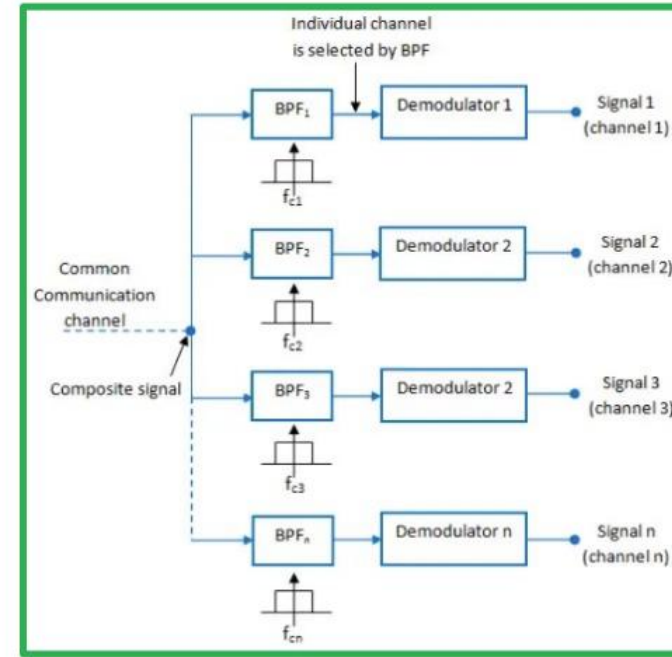 Individual channel
is selected by BPF
BPF₁
Demodulator 1
Signal 1
(channel 1)
fc1
BPF₂
Demodulator 2
Signal 2
(channel 2)
fc2
Common
Communication
channel
Composite signal
BPF₃
Demodulator 2
Signal 3
(channel 3)
fc3
BPFₙ
Demodulator n
Signal n
(channel n)
fcn